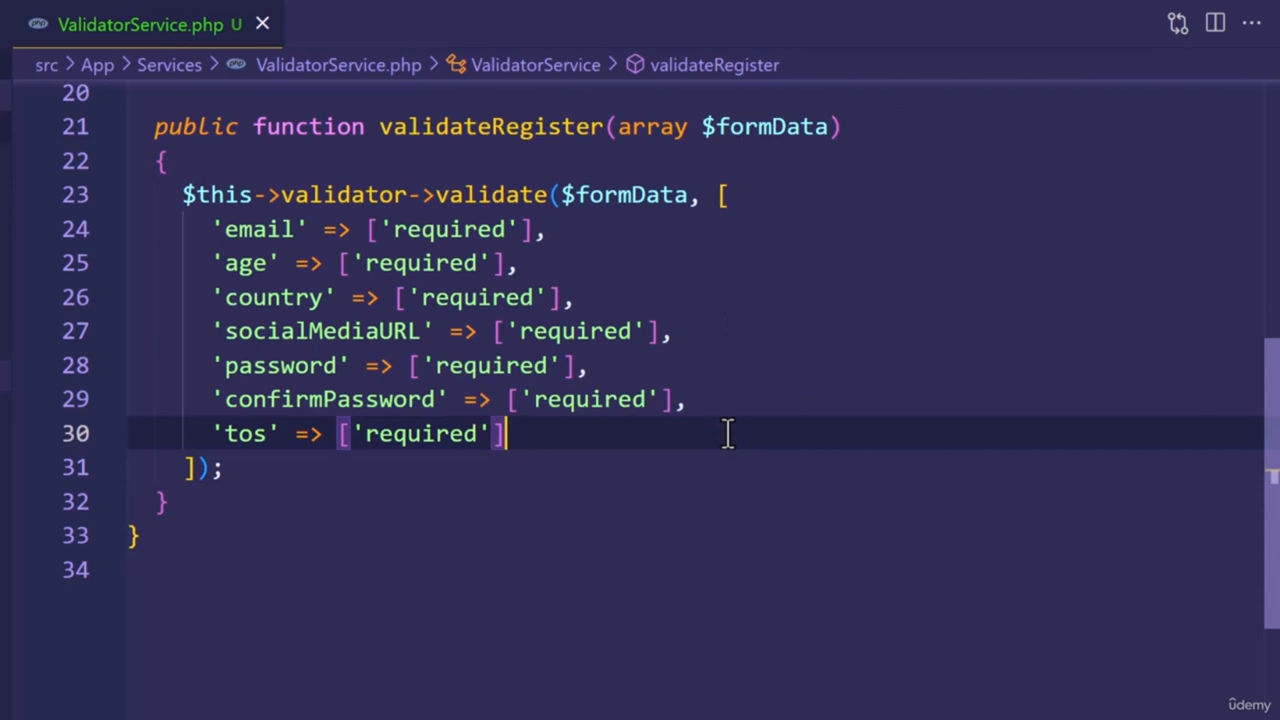 ValidatorService.php U
src > App > Services > ValidatorService.php > ValidatorService > validateRegister
20
21 public function validateRegister(array $formData)
22 {
23 $this->validator->validate($formData, [
24 'email' => ['required'],
25 'age' => ['required'],
26 'country' => ['required'],
27 'socialMediaURL' => ['required'],
28 'password' => ['required'],
29 'confirmPassword' => ['required'],
30 'tos' => ['required']
31 ]);
32 }
33 }
34
ûdemy